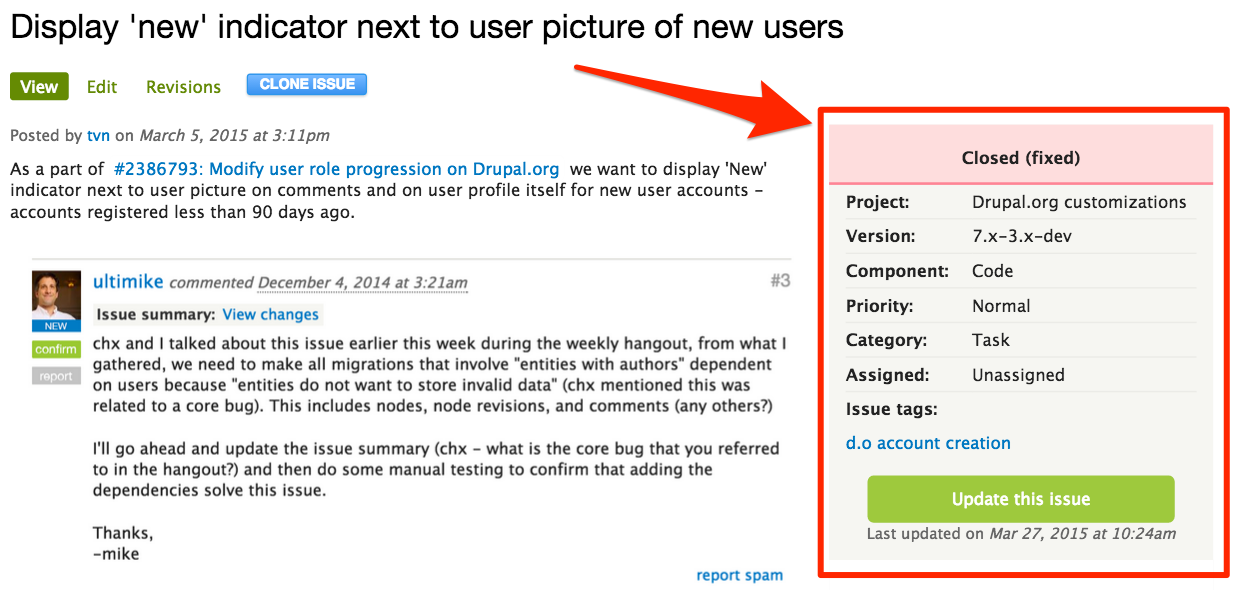 Display 'new' indicator next to user picture of new users
View Edit Revisions CLONE ISSUE
Posted by tvn on March 5, 2015 at 3:11pm
As a part of #2386793: Modify user role progression on Drupal.org we want to display 'New'
indicator next to user picture on comments and on user profile itself for new user accounts –
accounts registered less than 90 days ago.
ultimike commented December 4, 2014 at 3:21am #3
NEW
confirm
report
Issue summary: View changes
chx and I talked about this issue earlier this week during the weekly hangout, from what I
gathered, we need to make all migrations that involve "entities with authors" dependent
on users because "entities do not want to store invalid data" (chx mentioned this was
related to a core bug). This includes nodes, node revisions, and comments (any others?)
I'll go ahead and update the issue summary (chx – what is the core bug that you referred
to in the hangout?) and then do some manual testing to confirm that adding the
dependencies solve this issue.
Thanks,
–mike
report spam
Closed (fixed)
Project: Drupal.org customizations
Version: 7.x-3.x-dev
Component: Code
Priority: Normal
Category: Task
Assigned: Unassigned
Issue tags:
d.o account creation
Update this issue
Last updated on Mar 27, 2015 at 10:24am